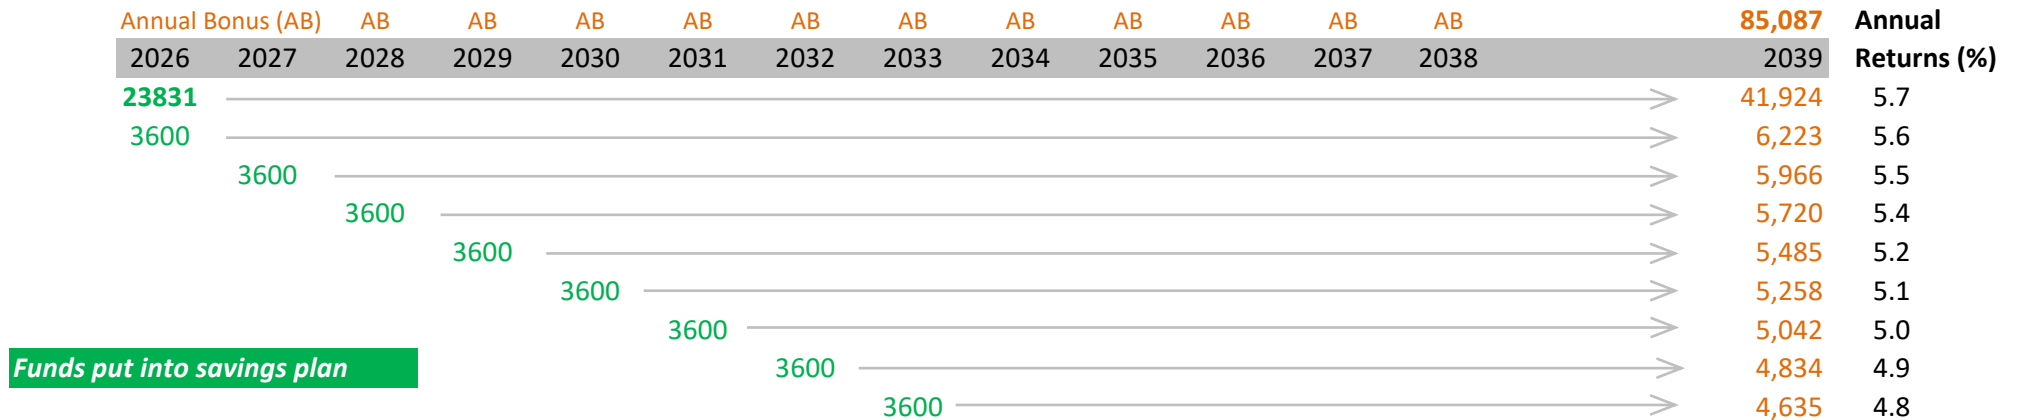 Annual Bonus (AB) AB AB AB AB AB AB AB AB AB AB AB 85,087 Annual
2026 2027 2028 2029 2030 2031 2032 2033 2034 2035 2036 2037 2038 2039 Returns (%)
23831 41,924 5.7
3600 6,223 5.6
3600 5,966 5.5
3600 5,720 5.4
3600 5,485 5.2
3600 5,258 5.1
3600 5,042 5.0
Funds put into savings plan 3600 4,834 4.9
3600 4,635 4.8